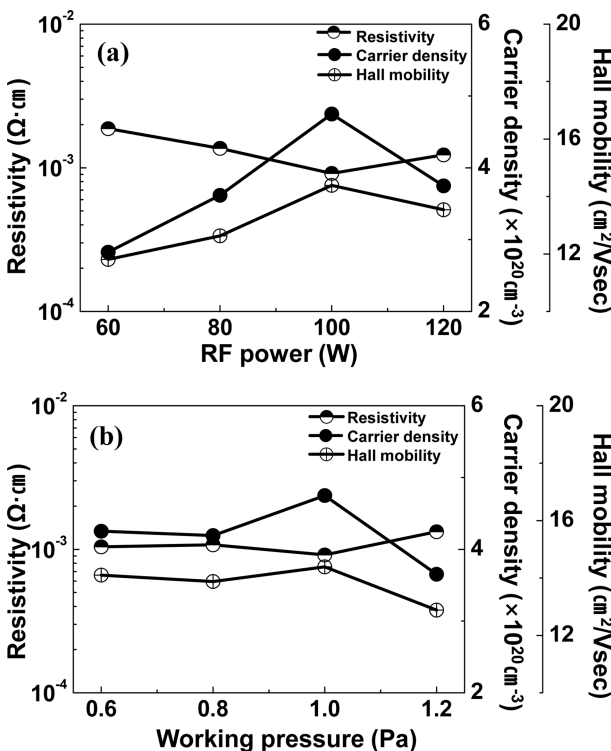 (a)
Resistivity
Carrier density
Hall mobility
Resistivity (Ω·㎝)
10-2
10-3
10-4
60
80
100
120
RF power (W)
6
4
2
Carrier density (×1020㎝-3)
20
16
12
Hall mobility (㎠/Vsec)
(b)
Resistivity
Carrier density
Hall mobility
Resistivity (Ω·㎝)
10-2
10-3
10-4
0.6
0.8
1.0
1.2
Working pressure (Pa)
6
4
2
Carrier density (×1020㎝-3)
20
16
12
Hall mobility (㎠/Vsec)